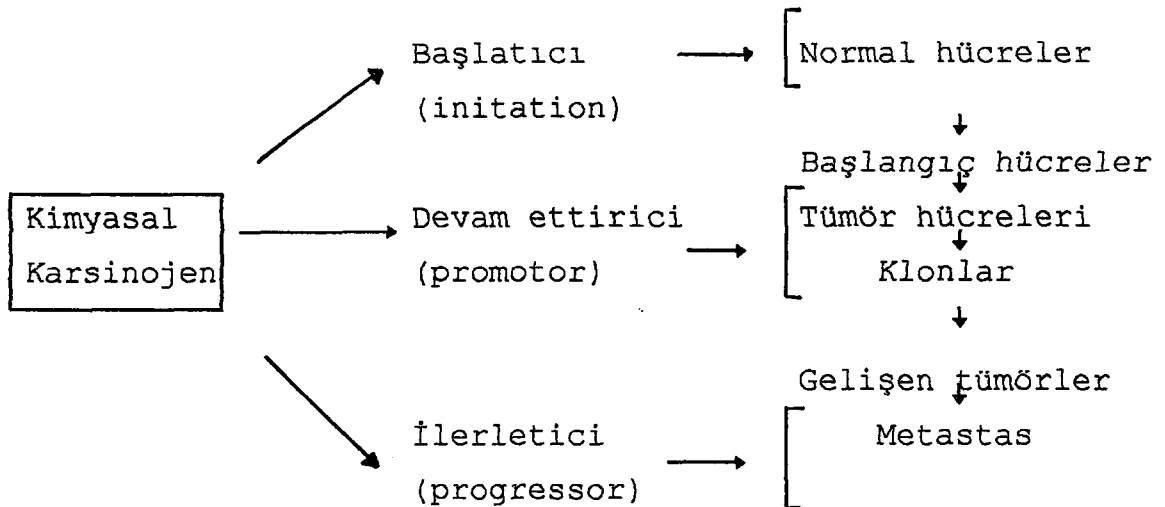 Başlatıcı
(initation)
Normal hücreler
Başlangıç hücreler
Kimyasal
Karsinojen
Devam ettirici
(promotor)
Tümör hücreleri
Klonlar
Gelişen tümörler
İlerletici
(progressor)
Metastas